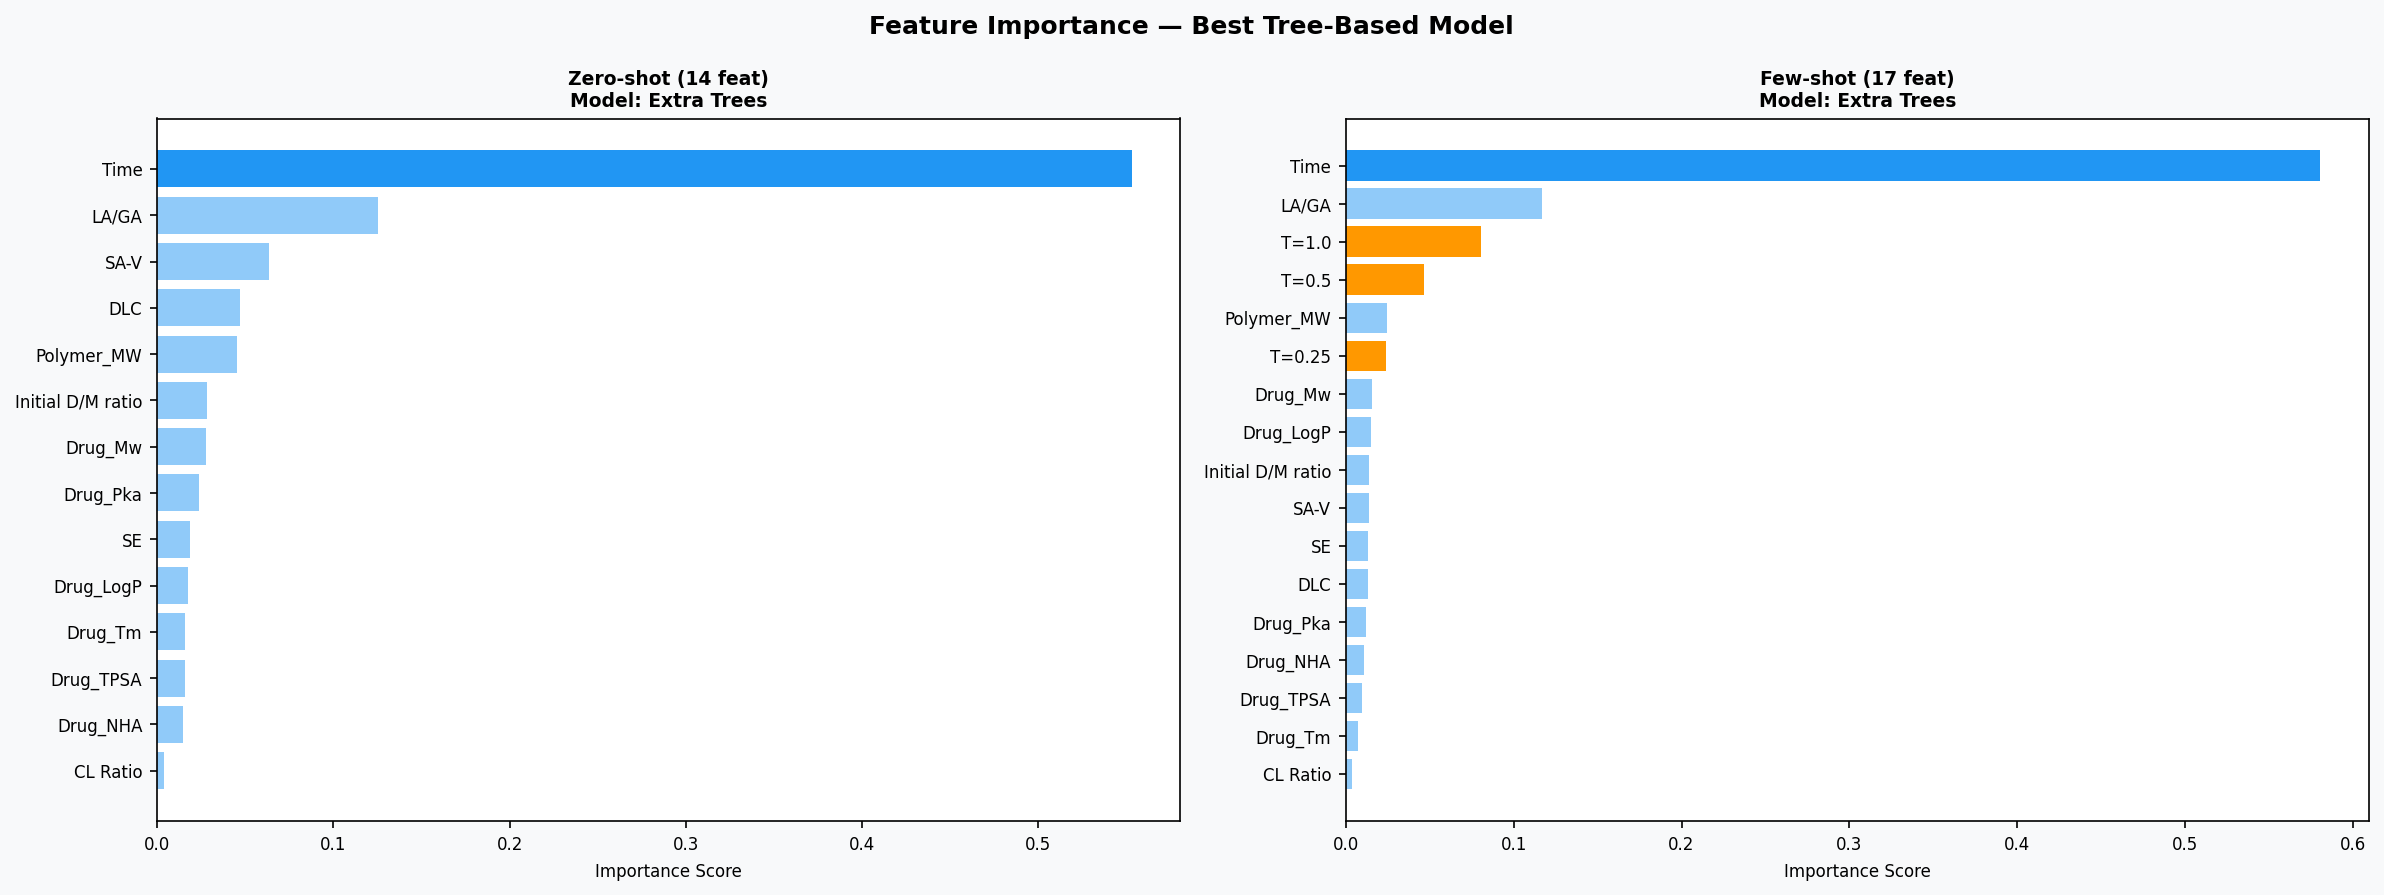 Feature Importance — Best Tree-Based Model
Zero-shot (14 feat)
Model: Extra Trees
Time
LA/GA
SA-V
DLC
Polymer_MW
Initial D/M ratio
Drug_Mw
Drug_Pka
SE
Drug_LogP
Drug_Tm
Drug_TPSA
Drug_NHA
CL Ratio
0.0 0.1 0.2 0.3 0.4 0.5
Importance Score
Few-shot (17 feat)
Model: Extra Trees
Time
LA/GA
T=1.0
T=0.5
Polymer_MW
T=0.25
Drug_Mw
Drug_LogP
Initial D/M ratio
SA-V
SE
DLC
Drug_Pka
Drug_NHA
Drug_TPSA
Drug_Tm
CL Ratio
0.0 0.1 0.2 0.3 0.4 0.5 0.6
Importance Score